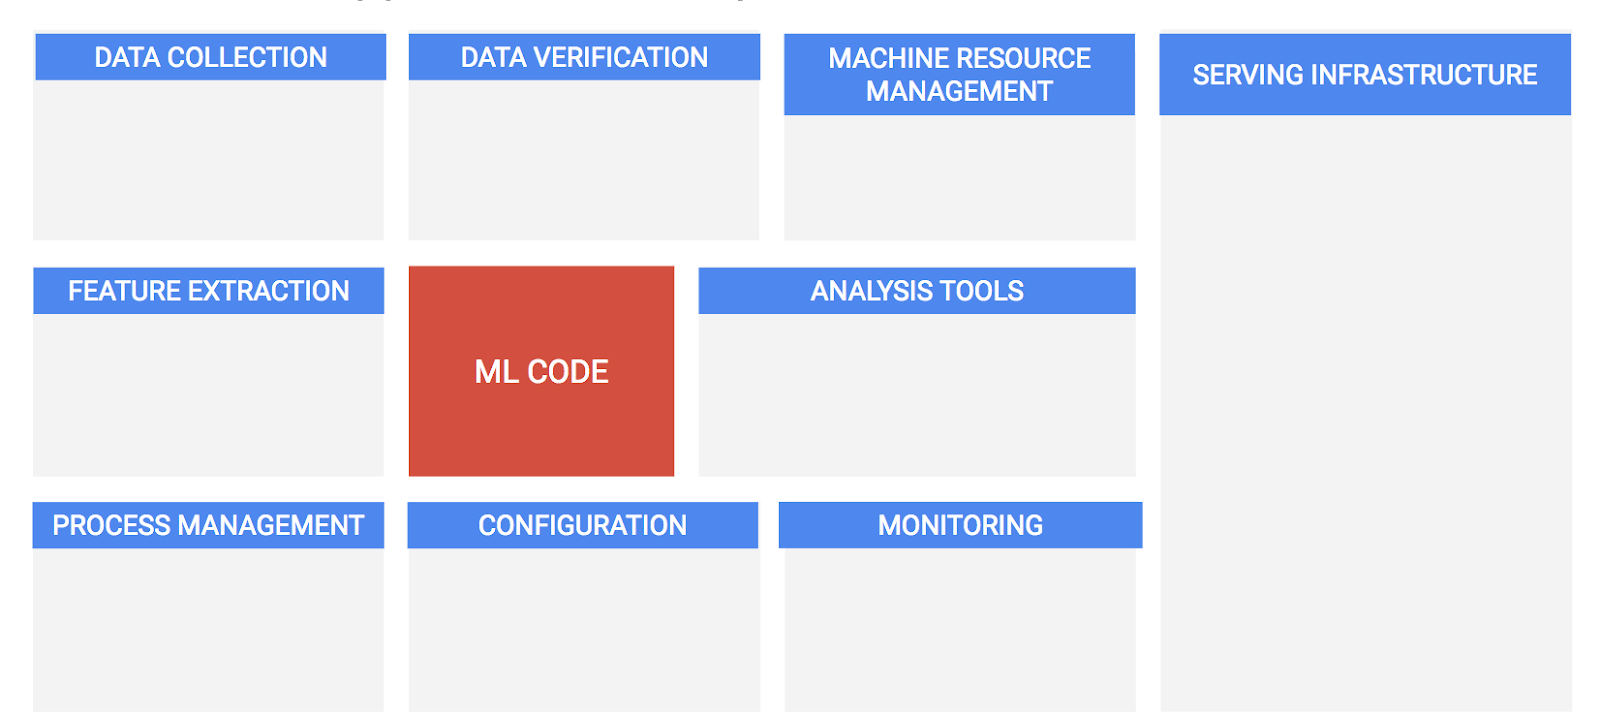 DATA COLLECTION
DATA VERIFICATION
MACHINE RESOURCE
MANAGEMENT
SERVING INFRASTRUCTURE
FEATURE EXTRACTION
ML CODE
ANALYSIS TOOLS
PROCESS MANAGEMENT
CONFIGURATION
MONITORING